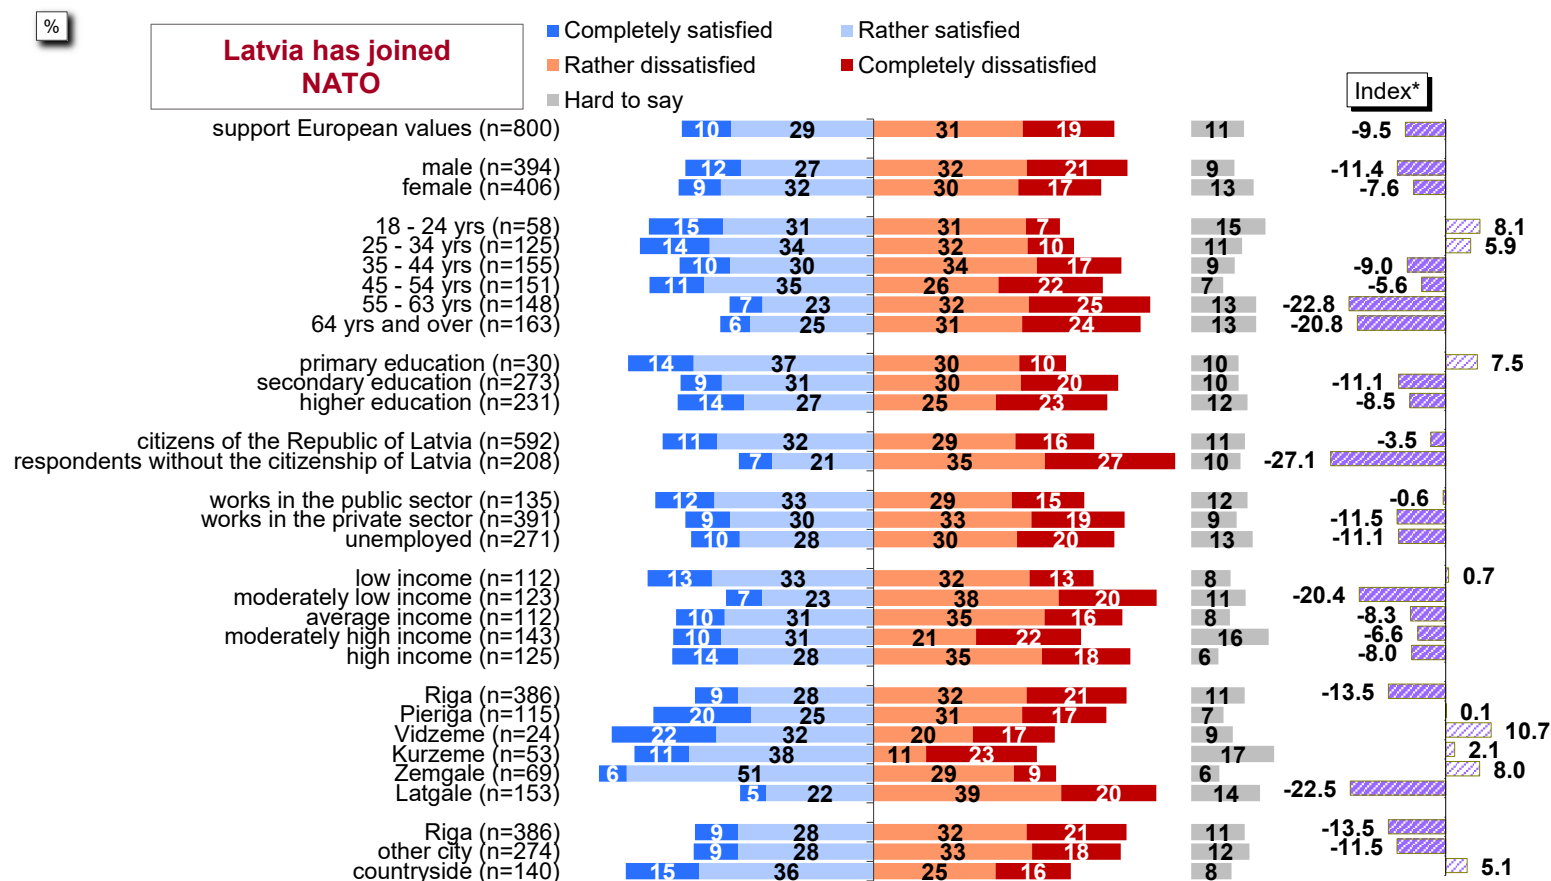 %
Latvia has joined
NATO
Completely satisfied
Rather satisfied
Rather dissatisfied
Completely dissatisfied
Hard to say
Index*
support European values (n=800) 10 29 31 19 11 -9.5
male (n=394) 12 27 32 21 9 -11.4
female (n=406) 9 32 30 17 13 -7.6
18 - 24 yrs (n=58) 15 31 31 7 15 8.1
25 - 34 yrs (n=125) 14 34 32 10 11 5.9
35 - 44 yrs (n=155) 10 30 34 17 9 -9.0
45 - 54 yrs (n=151) 11 35 26 22 7 -5.6
55 - 63 yrs (n=148) 7 23 32 25 13 -22.8
64 yrs and over (n=163) 6 25 31 24 13 -20.8
primary education (n=30) 14 37 30 10 10 7.5
secondary education (n=273) 9 31 30 20 10 -11.1
higher education (n=231) 14 27 25 23 12 -8.5
citizens of the Republic of Latvia (n=592) 11 32 29 16 11 -3.5
respondents without the citizenship of Latvia (n=208) 7 21 35 27 10 -27.1
works in the public sector (n=135) 12 33 29 15 12 -0.6
works in the private sector (n=391) 9 30 33 19 9 -11.5
unemployed (n=271) 10 28 30 20 13 -11.1
low income (n=112) 13 33 32 13 8 0.7
moderately low income (n=123) 7 23 38 20 11 -20.4
average income (n=112) 10 31 35 16 8 -8.3
moderately high income (n=143) 10 31 21 22 16 -6.6
high income (n=125) 14 28 35 18 6 -8.0
Riga (n=386) 9 28 32 21 11 -13.5
Pieriga (n=115) 20 25 31 17 7 0.1
Vidzeme (n=24) 22 32 20 17 9 10.7
Kurzeme (n=53) 11 38 11 23 17 2.1
Zemgale (n=69) 6 51 29 9 6 8.0
Latgale (n=153) 5 22 39 20 14 -22.5
Riga (n=386) 9 28 32 21 11 -13.5
other city (n=274) 9 28 33 18 12 -11.5
countryside (n=140) 15 36 25 16 8 5.1